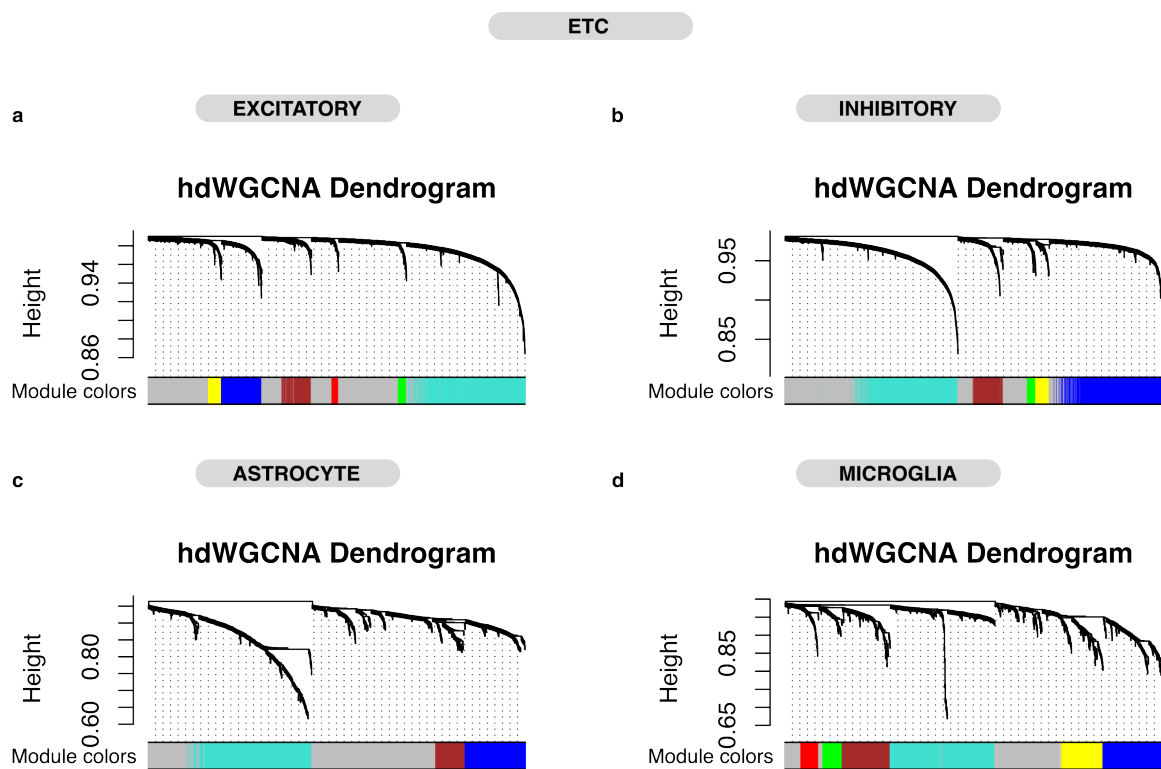 ETC
a
EXCITATORY
hdWGCNA Dendrogram
Height
0.94
0.86
Module colors
b
INHIBITORY
hdWGCNA Dendrogram
Height
0.95
0.85
Module colors
c
ASTROCYTE
hdWGCNA Dendrogram
Height
0.80
0.60
Module colors
d
MICROGLIA
hdWGCNA Dendrogram
Height
0.85
0.65
Module colors